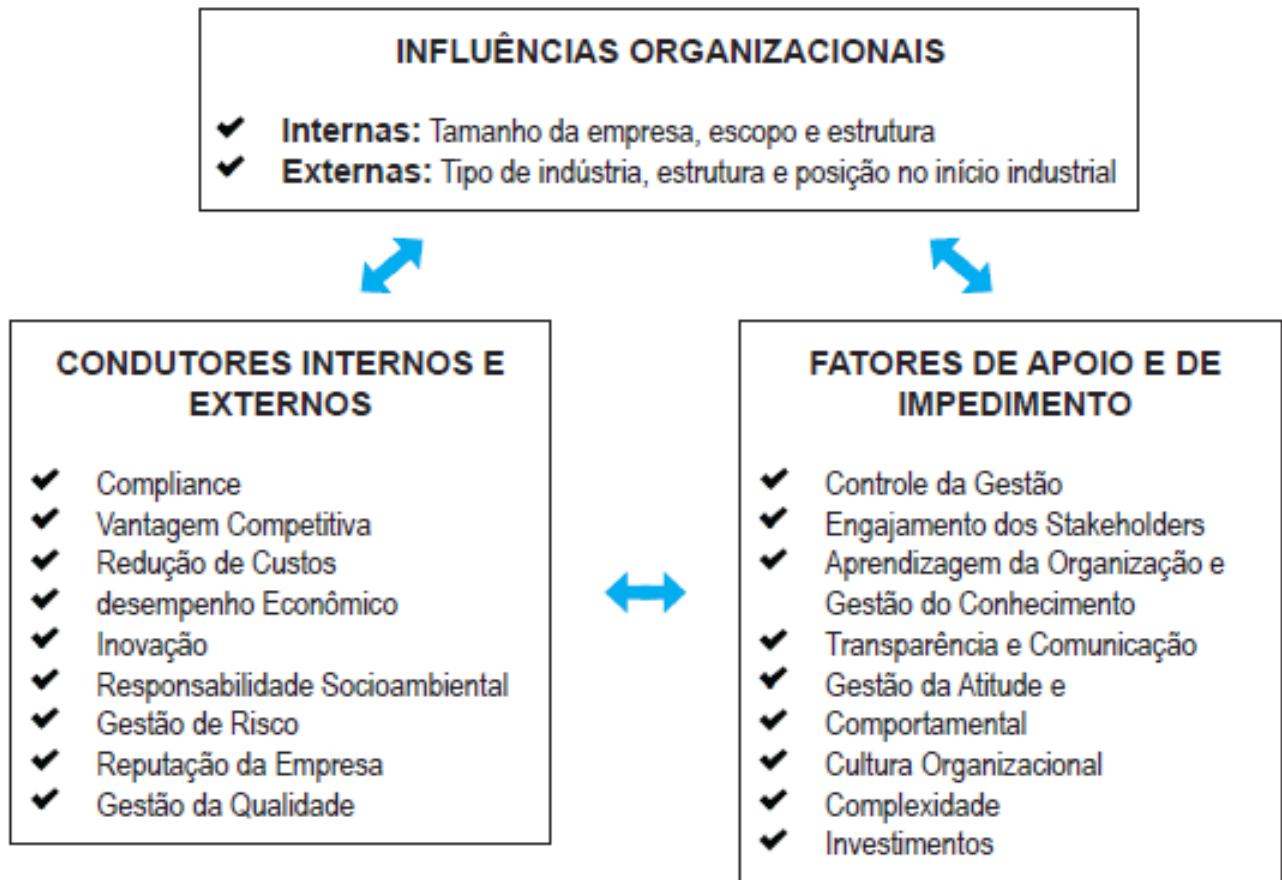 INFLUÊNCIAS ORGANIZACIONAIS
✔ Internas: Tamanho da empresa, escopo e estrutura
✔ Externas: Tipo de indústria, estrutura e posição no início industrial
CONDUTORES INTERNOS E
EXTERNOS
✔ Compliance
✔ Vantagem Competitiva
✔ Redução de Custos
✔ desempenho Econômico
✔ Inovação
✔ Responsabilidade Socioambiental
✔ Gestão de Risco
✔ Reputação da Empresa
✔ Gestão da Qualidade
FATORES DE APOIO E DE
IMPEDIMENTO
✔ Controle da Gestão
✔ Engajamento dos Stakeholders
✔ Aprendizagem da Organização e
Gestão do Conhecimento
✔ Transparência e Comunicação
✔ Gestão da Atitude e
✔ Comportamental
✔ Cultura Organizacional
✔ Complexidade
✔ Investimentos